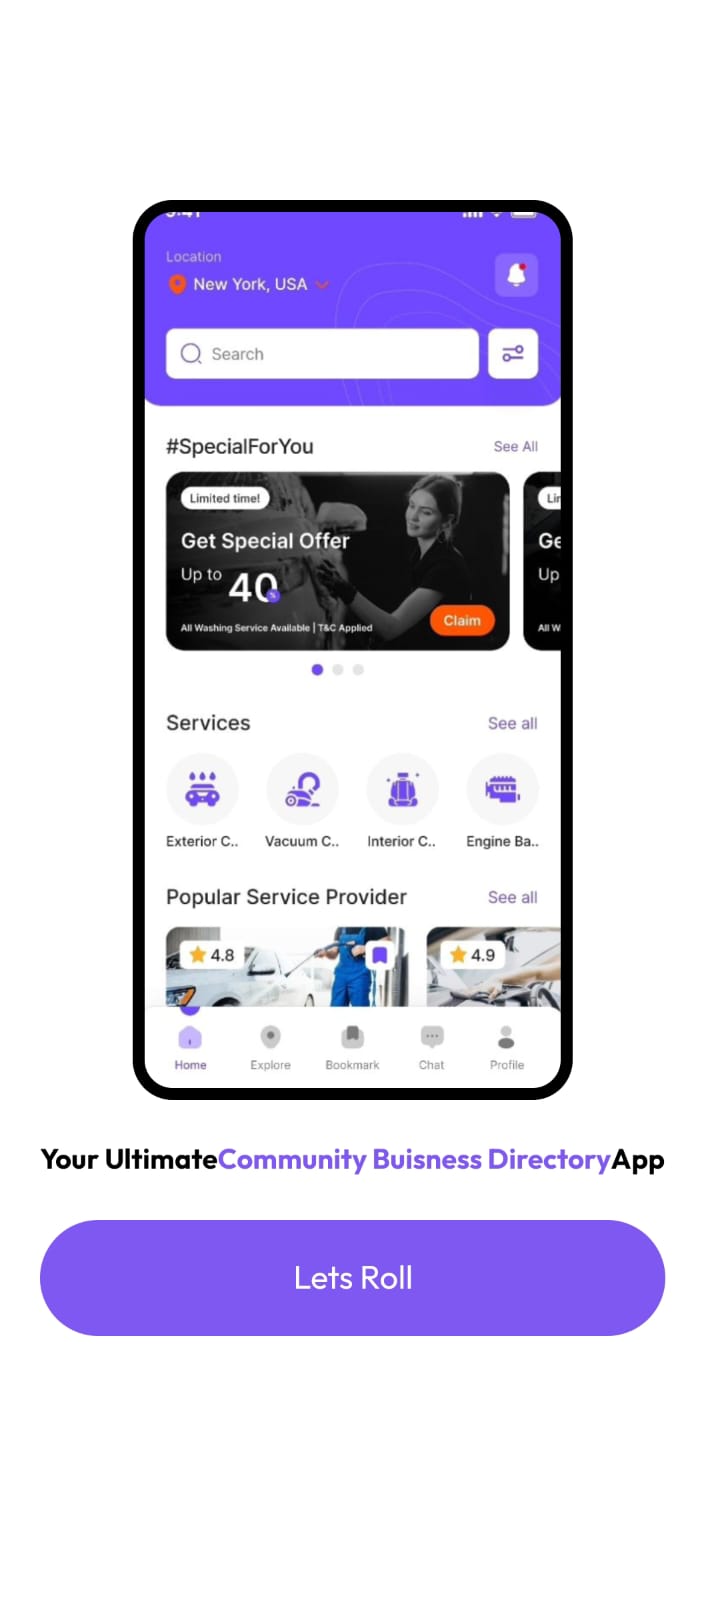 9:41
Location
New York, USA
Search
#SpecialForYou See All
Limited time! Lir
Get Special Offer Ge
Up to 40% Up
All Washing Service Available | T&C Applied Claim All W
Services See all
Exterior C.. Vacuum C.. Interior C.. Engine Ba..
Popular Service Provider See all
4.8 4.9
Home Explore Bookmark Chat Profile
Your UltimateCommunity Buisness DirectoryApp
Lets Roll